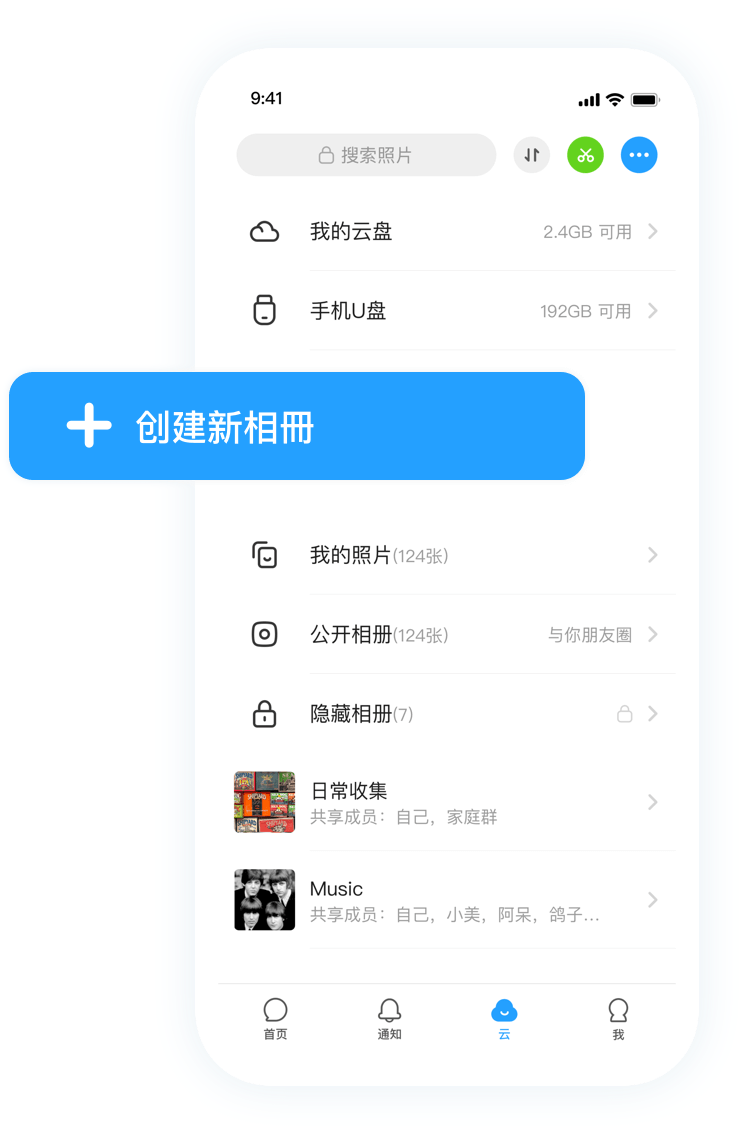 9:41
搜索照片
我的云盘 2.4GB 可用
手机U盘 192GB 可用
创建新相冊
我的照片(124张)
公开相册(124张) 与你朋友圈
隐藏相册(7)
日常收集
共享成员：自己，家庭群
Music
共享成员：自己，小美，阿呆，鸽子...
首页 通知 云 我